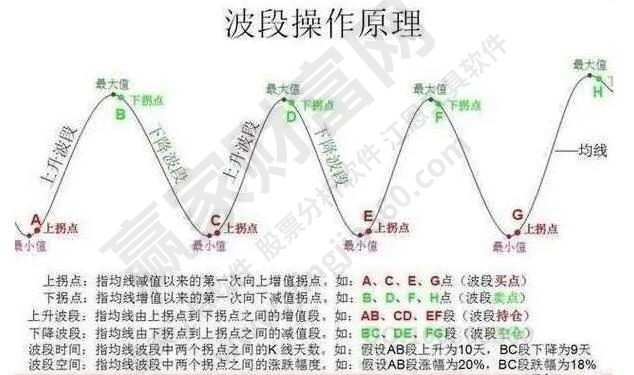 波段操作原理
最大值
下拐点
B
最大值
下拐点
D
最大值
下拐点
F
最大值
H
上升波段
下降波段
上升波段
下降波段
均线
A
上拐点
最小值
C
上拐点
最小值
E
上拐点
最小值
G
上拐点
最小值
上拐点:指均线减值以来的第一次向上增值拐点,如:A、C、E、G点(波段买点)
下拐点:指均线增值以来的第一次向下减值拐点,如:B、D、F、H点(波段卖点)
上升波段:指均线由上拐点到下拐点之间的增值段。如:AB、CD、EF段(波段持仓)
下降波段:指均线由下拐点到上拐点之间的减值段。如:BC、DE、FG段(波段空仓)
波段时间:指均线波段中两个拐点之间的K线天数,如:假设AB段上升为10天,BC段下降为9天
波段空间:指均线波段中两个拐点之间的涨跌幅度。如:假设AB段涨幅为20%,BC段跌幅为18%
赢家财富网
股票分析软件 江恩工具软件